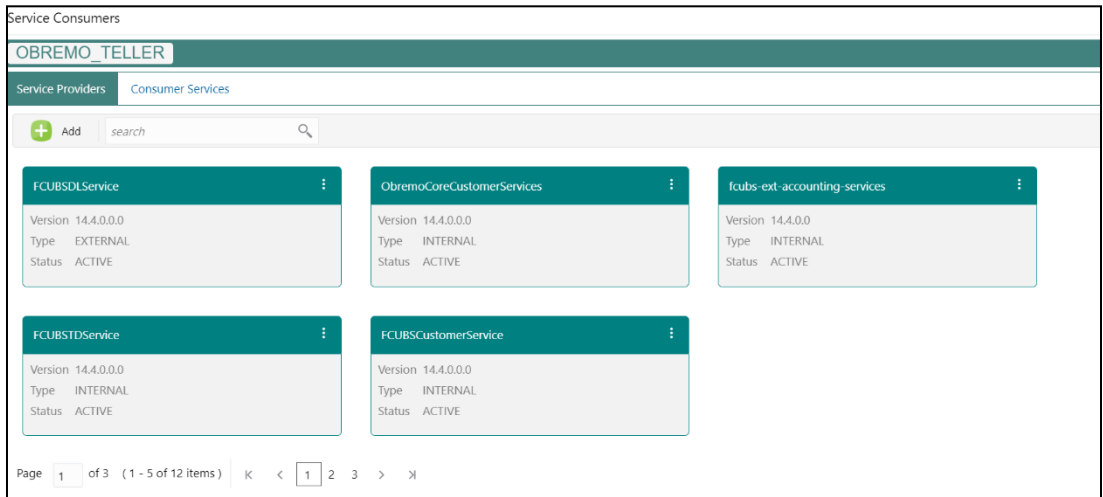 Service Consumers
OBREMO_TELLER
Service Providers Consumer Services
Add search
FCUBSDLService ObremoCoreCustomerServices fcubs-ext-accounting-services
Version 14.4.0.0.0 Version 14.4.0.0.0 Version 14.4.0.0
Type EXTERNAL Type INTERNAL Type INTERNAL
Status ACTIVE Status ACTIVE Status ACTIVE
FCUBSTDService FCUBSCustomerService
Version 14.4.0.0.0 Version 14.4.0.0.0
Type INTERNAL Type INTERNAL
Status ACTIVE Status ACTIVE
Page 1 of 3 (1 - 5 of 12 items) K < 1 2 3 > >|